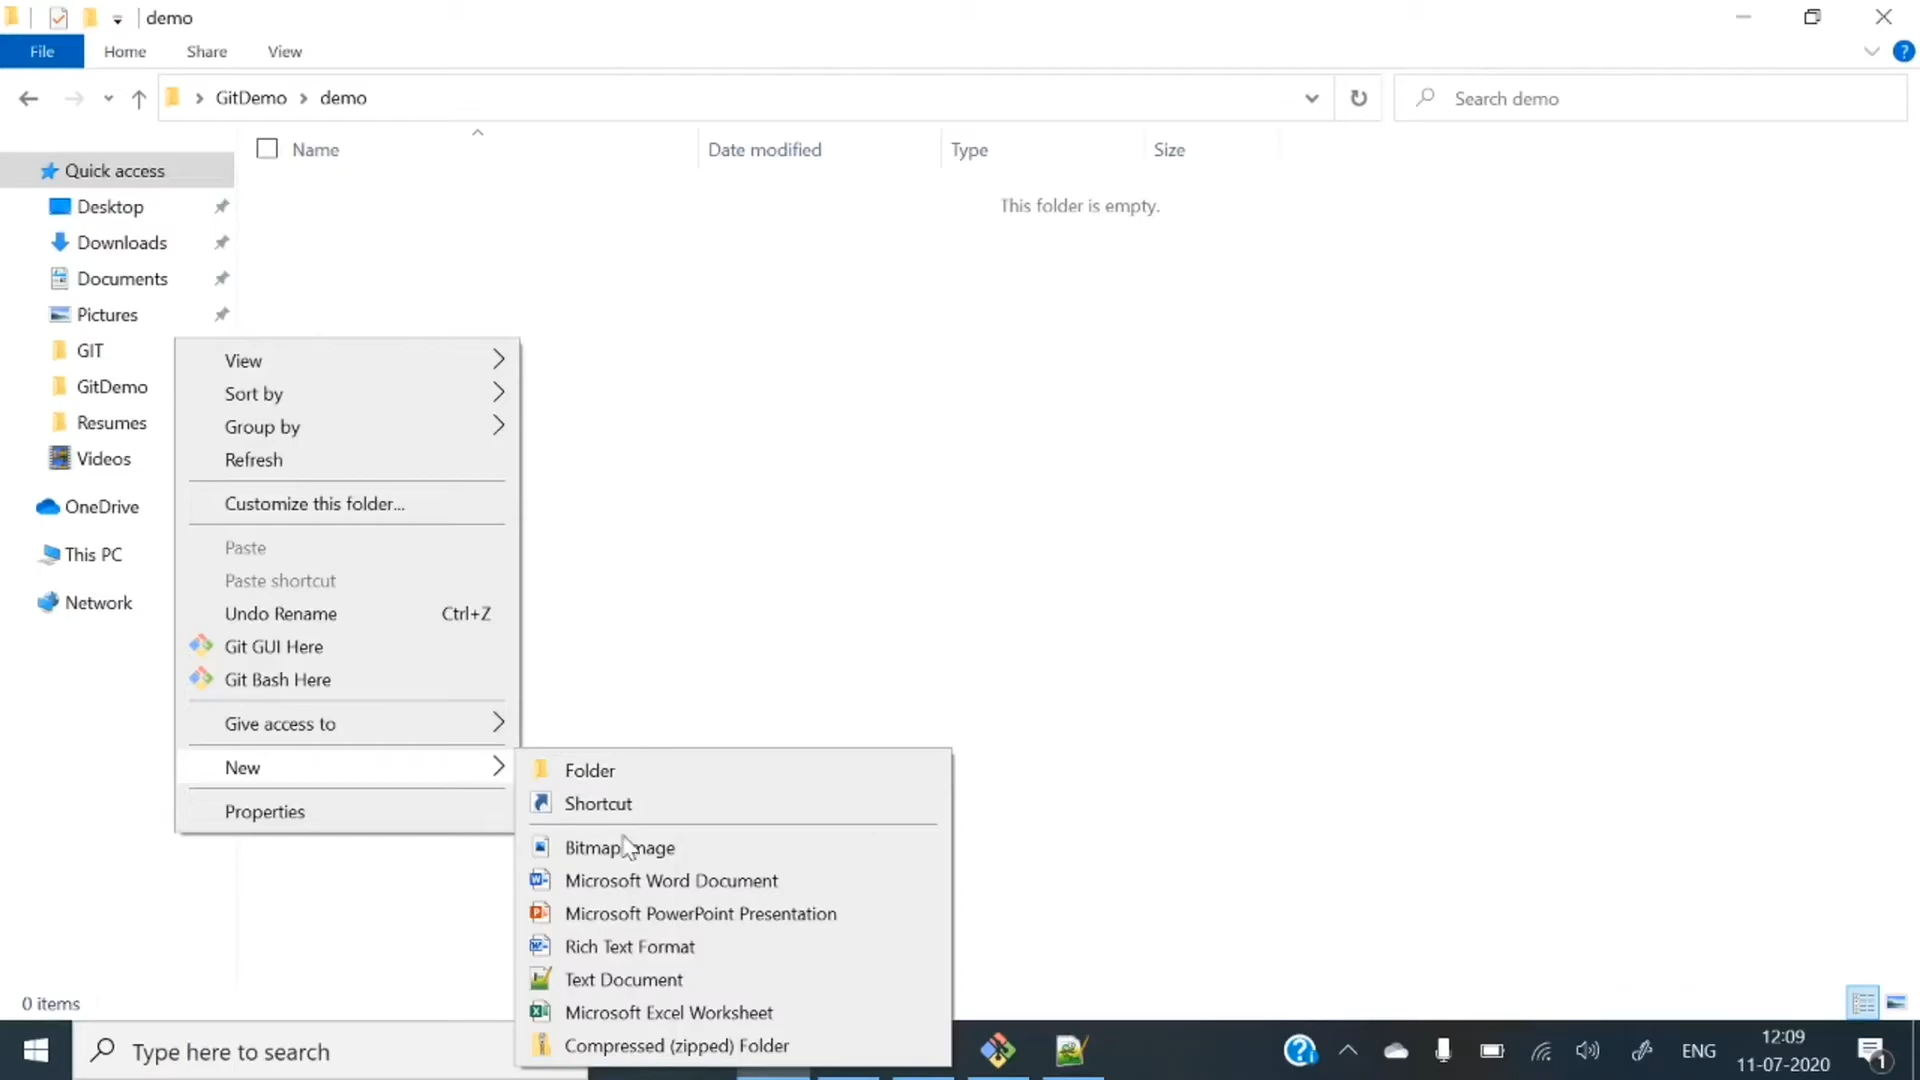 demo
File
Home
Share
View
?
GitDemo
demo
Search demo
Name
Date modified
Type
Size
This folder is empty.
Quick access
Desktop
Downloads
Documents
Pictures
GIT
GitDemo
Resumes
Videos
OneDrive
This PC
Network
View
Sort by
Group by
Refresh
Customize this folder...
Paste
Paste shortcut
Undo Rename Ctrl+Z
Git GUI Here
Git Bash Here
Give access to
New
Properties
Folder
Shortcut
Bitmap Image
Microsoft Word Document
Microsoft PowerPoint Presentation
Rich Text Format
Text Document
Microsoft Excel Worksheet
Compressed (zipped) Folder
0 items
Type here to search
?
ENG
12:09
11-07-2020
1